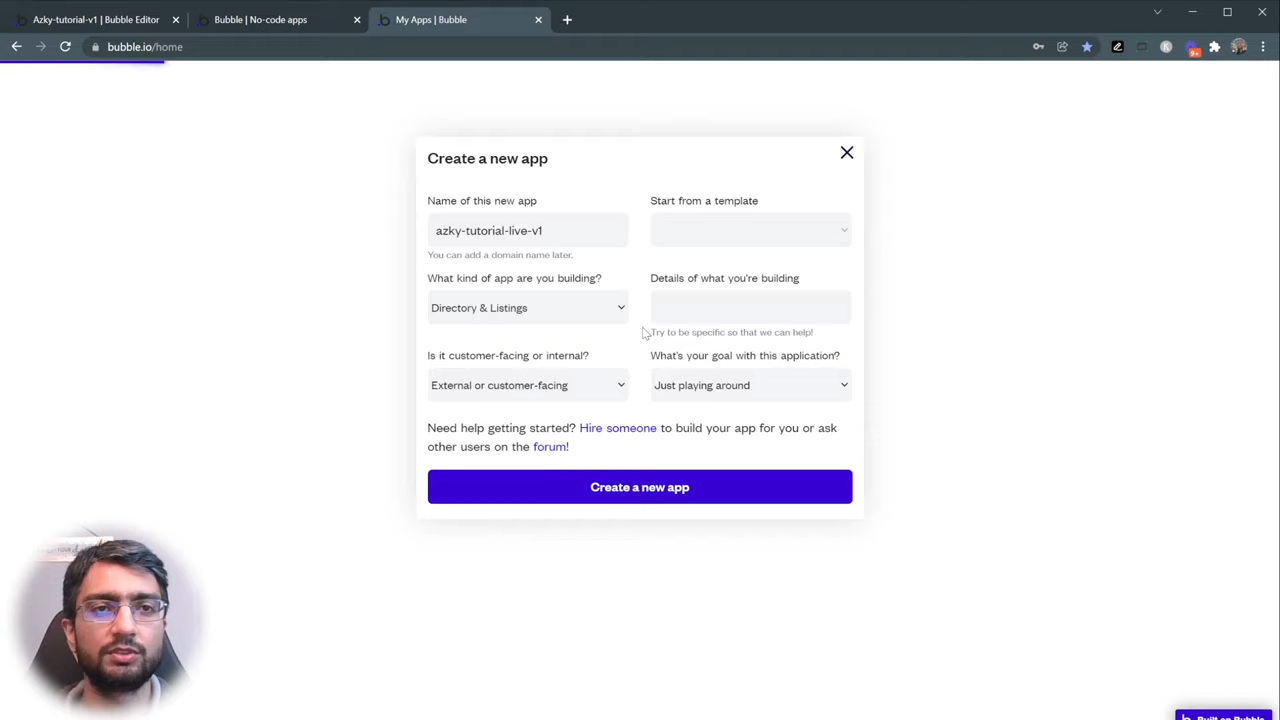 Azky-tutorial-v1 | Bubble Editor
Bubble | No-code apps
My Apps | Bubble
bubble.io/home
9+
Create a new app
Name of this new app
Start from a template
azky-tutorial-live-v1
You can add a domain name later.
What kind of app are you building?
Details of what you're building
Directory & Listings
Try to be specific so that we can help!
Is it customer-facing or internal?
What's your goal with this application?
External or customer-facing
Just playing around
Need help getting started? Hire someone to build your app for you or ask
other users on the forum!
Create a new app
Built on Bubble